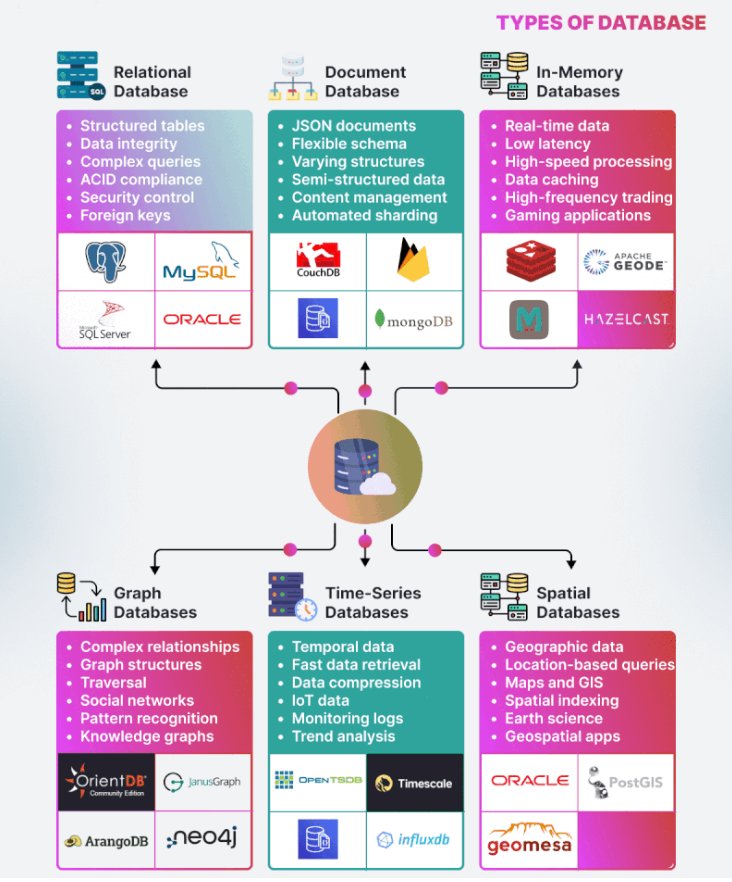 TYPES OF DATABASE
Relational
Database
SQL
• Structured tables
• Data integrity
• Complex queries
• ACID compliance
• Security control
• Foreign keys
MySQL
Microsoft
SQL Server
ORACLE
Document
Database
• JSON documents
• Flexible schema
• Varying structures
• Semi-structured data
• Content management
• Automated sharding
CouchDB
mongoDB
In-Memory
Databases
• Real-time data
• Low latency
• High-speed processing
• Data caching
• High-frequency trading
• Gaming applications
APACHE
GEODE™
M
HAZELCAST
Graph
Databases
• Complex relationships
• Graph structures
• Traversal
• Social networks
• Pattern recognition
• Knowledge graphs
OrientDB®
Community Edition
JanusGraph
ArangoDB
neo4j
Time-Series
Databases
• Temporal data
• Fast data retrieval
• Data compression
• IoT data
• Monitoring logs
• Trend analysis
OPENTSDB
Timescale
influxdb
Spatial
Databases
• Geographic data
• Location-based queries
• Maps and GIS
• Spatial indexing
• Earth science
• Geospatial apps
ORACLE
PostGIS
geomesa